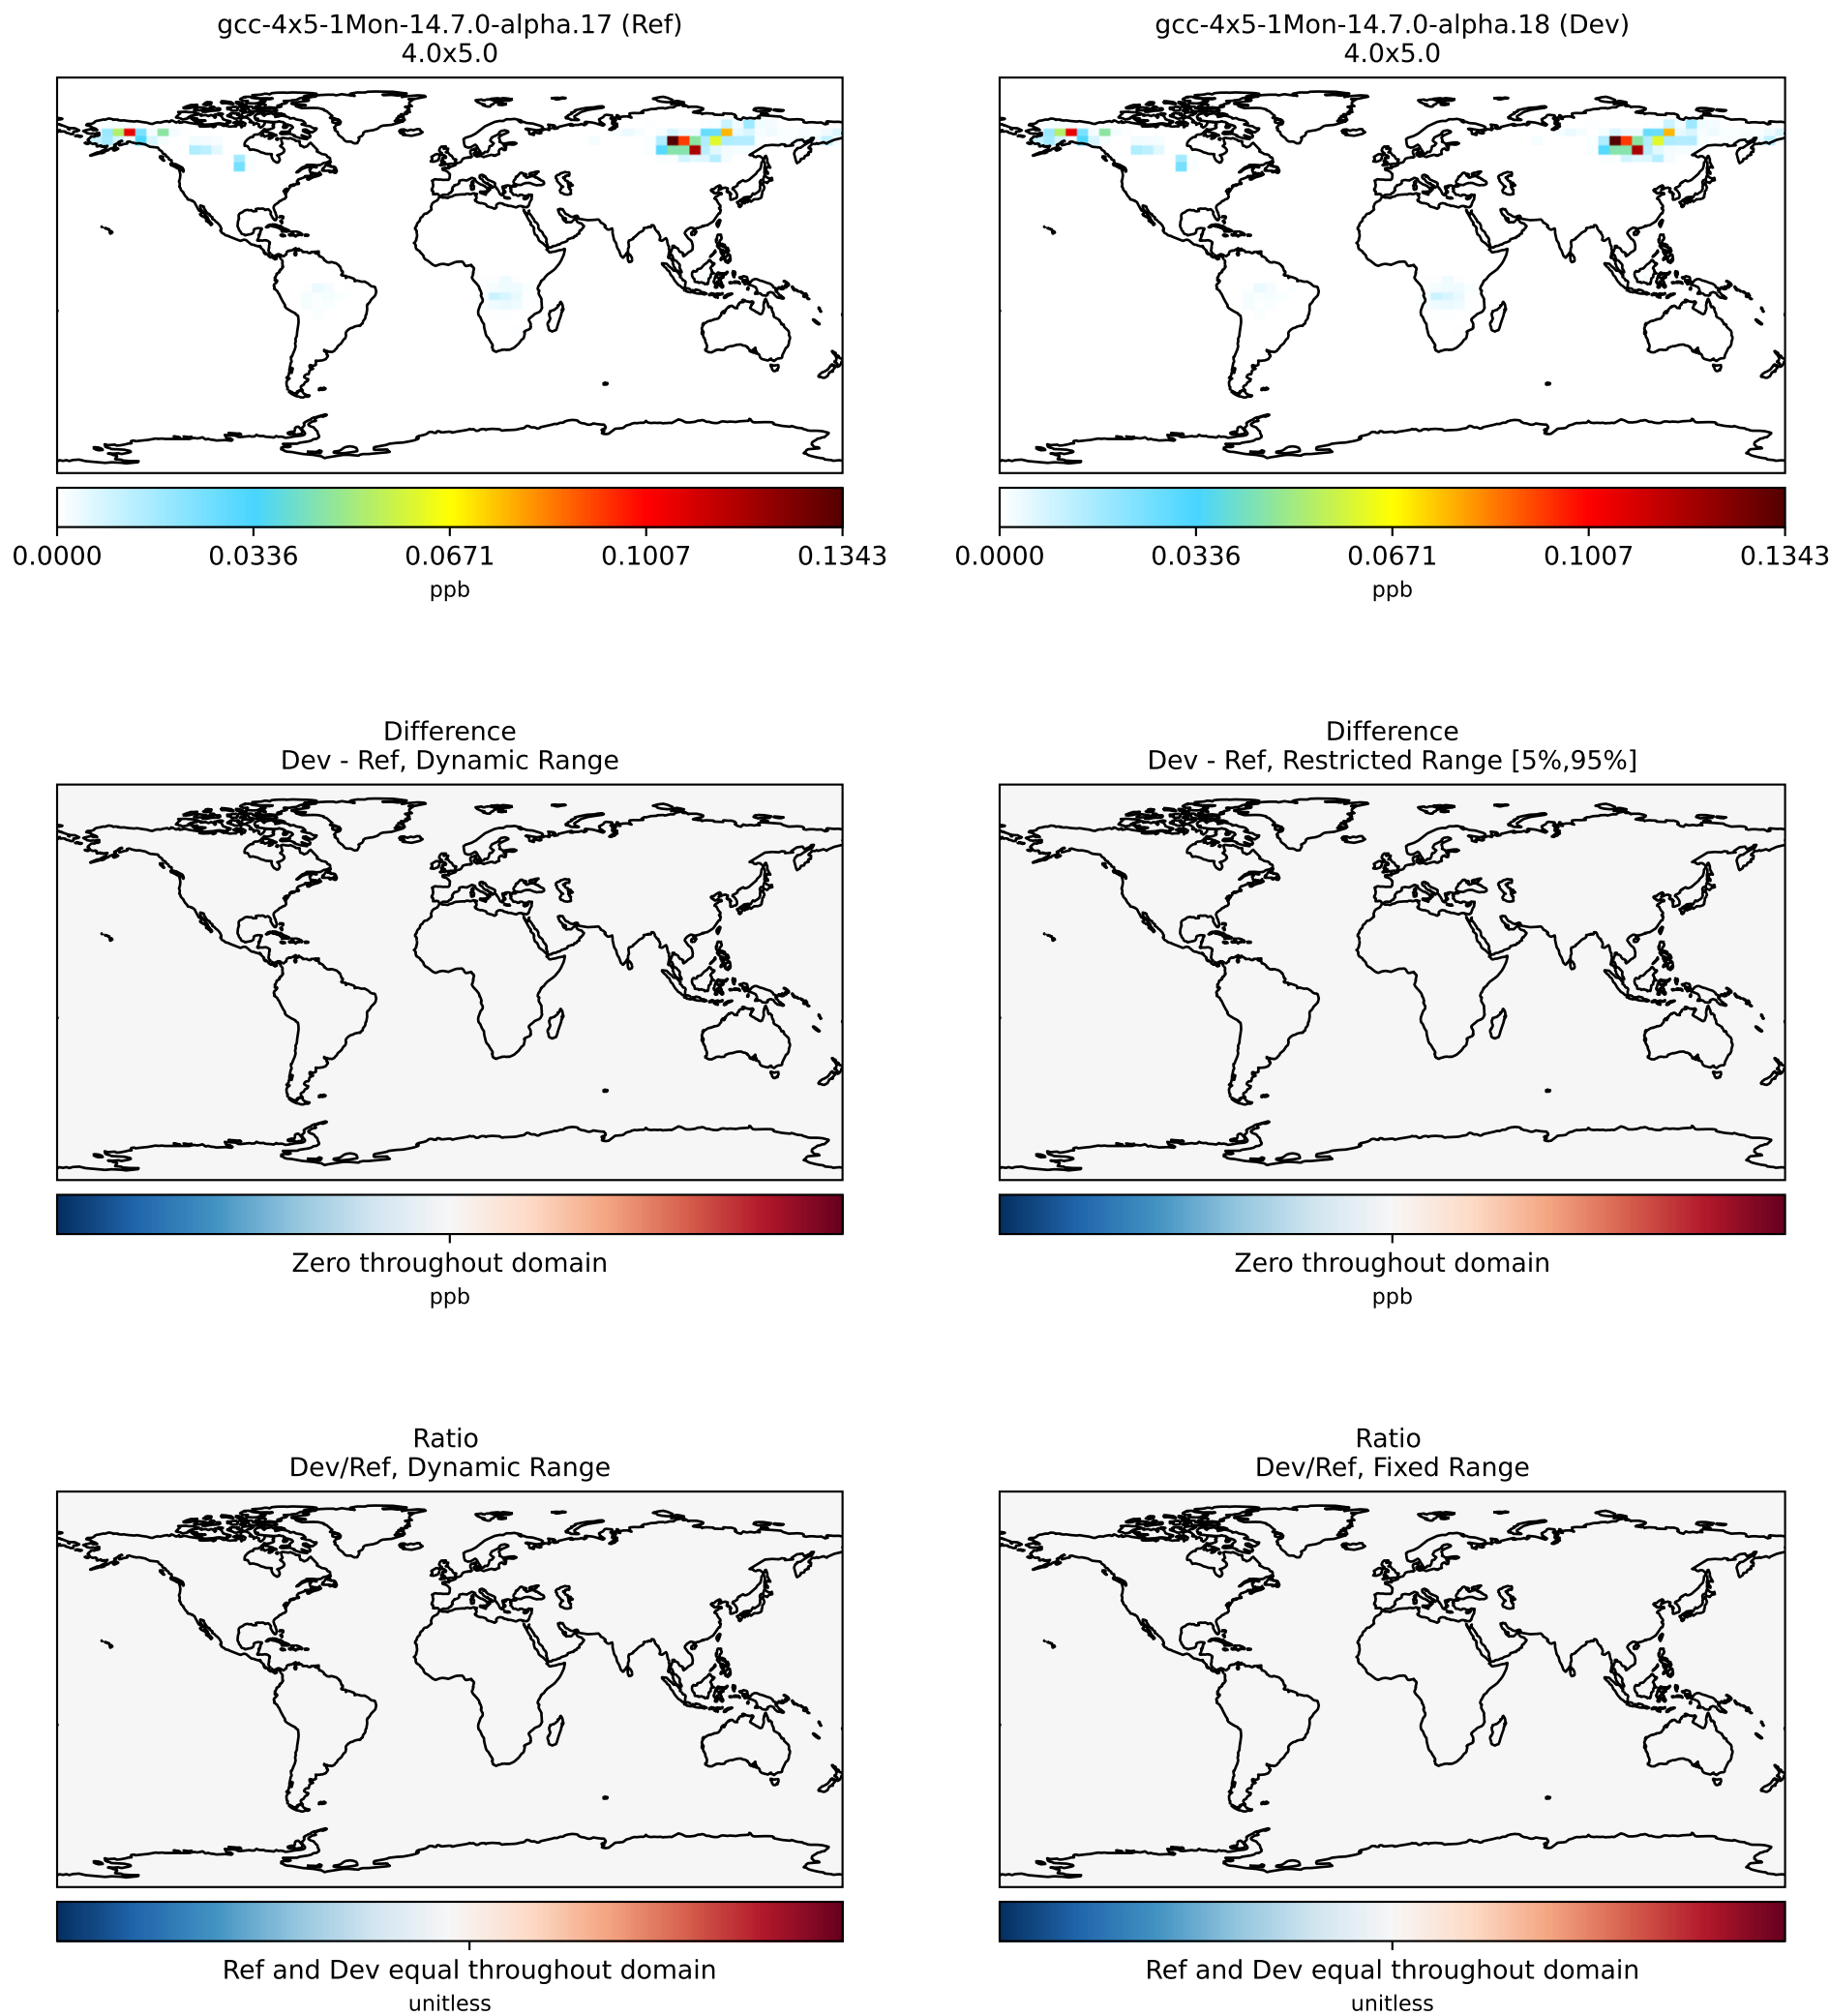 gcc-4x5-1Mon-14.7.0-alpha.17 (Ref)
4.0x5.0
gcc-4x5-1Mon-14.7.0-alpha.18 (Dev)
4.0x5.0
0.0000 0.0336 0.0671 0.1007 0.1343
ppb
0.0000 0.0336 0.0671 0.1007 0.1343
ppb
Difference
Dev - Ref, Dynamic Range
Difference
Dev - Ref, Restricted Range [5%,95%]
Zero throughout domain
ppb
Zero throughout domain
ppb
Ratio
Dev/Ref, Dynamic Range
Ratio
Dev/Ref, Fixed Range
Ref and Dev equal throughout domain
unitless
Ref and Dev equal throughout domain
unitless